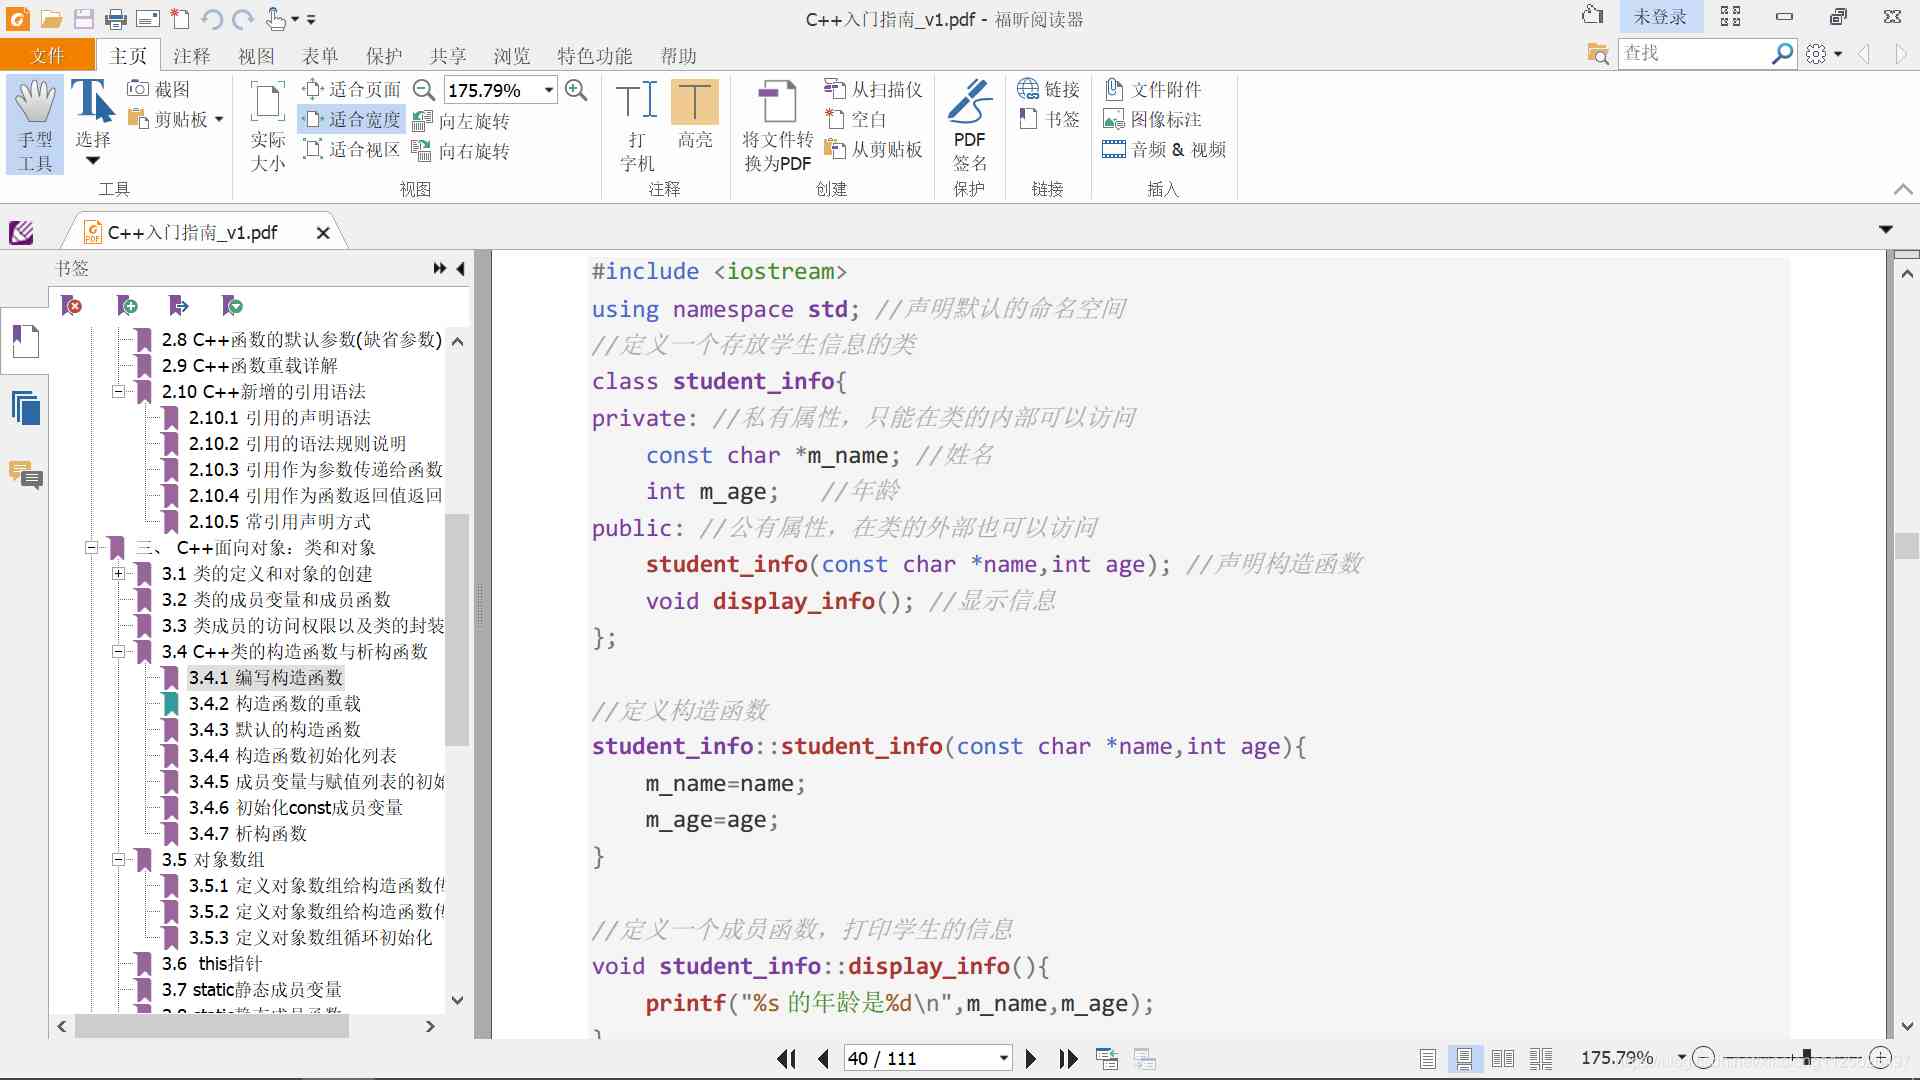 C++入门指南_v1.pdf - 福昕阅读器
未登录
文件 主页 注释 视图 表单 保护 共享 浏览 特色功能 帮助
查找
手型工具
选择
截图
剪贴板
工具
实际大小
适合页面
适合宽度
适合视区
175.79%
向左旋转
向右旋转
视图
打字机
高亮
注释
将文件转换为PDF
从扫描仪
空白
从剪贴板
创建
PDF签名
保护
链接
书签
链接
文件附件
图像标注
音频 & 视频
插入
C++入门指南_v1.pdf
书签
2.8 C++函数的默认参数(缺省参数)
2.9 C++函数重载详解
2.10 C++新增的引用语法
2.10.1 引用的声明语法
2.10.2 引用的语法规则说明
2.10.3 引用作为参数传递给函数
2.10.4 引用作为函数返回值返回
2.10.5 常引用声明方式
三、 C++面向对象：类和对象
3.1 类的定义和对象的创建
3.2 类的成员变量和成员函数
3.3 类成员的访问权限以及类的封装
3.4 C++类的构造函数与析构函数
3.4.1 编写构造函数
3.4.2 构造函数的重载
3.4.3 默认的构造函数
3.4.4 构造函数初始化列表
3.4.5 成员变量与赋值列表的初始
3.4.6 初始化const成员变量
3.4.7 析构函数
3.5 对象数组
3.5.1 定义对象数组给构造函数传
3.5.2 定义对象数组给构造函数传
3.5.3 定义对象数组循环初始化
3.6 this指针
3.7 static静态成员变量
#include <iostream>
using namespace std; //声明默认的命名空间
//定义一个存放学生信息的类
class student_info{
private: //私有属性，只能在类的内部可以访问
const char *m_name; //姓名
int m_age; //年龄
public: //公有属性，在类的外部也可以访问
student_info(const char *name,int age); //声明构造函数
void display_info(); //显示信息
};
//定义构造函数
student_info::student_info(const char *name,int age){
m_name=name;
m_age=age;
}
//定义一个成员函数，打印学生的信息
void student_info::display_info(){
printf("%s 的年龄是%d\n",m_name,m_age);
}
40 / 111
175.79%